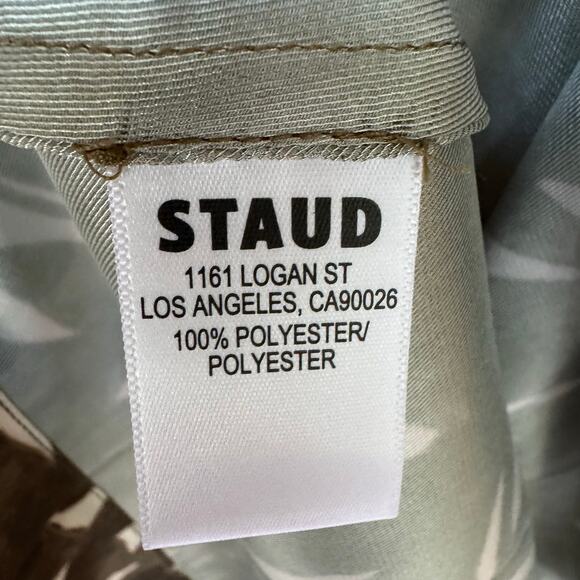 STAUD
1161 LOGAN ST
LOS ANGELES, CA90026
100% POLYESTER/
POLYESTER